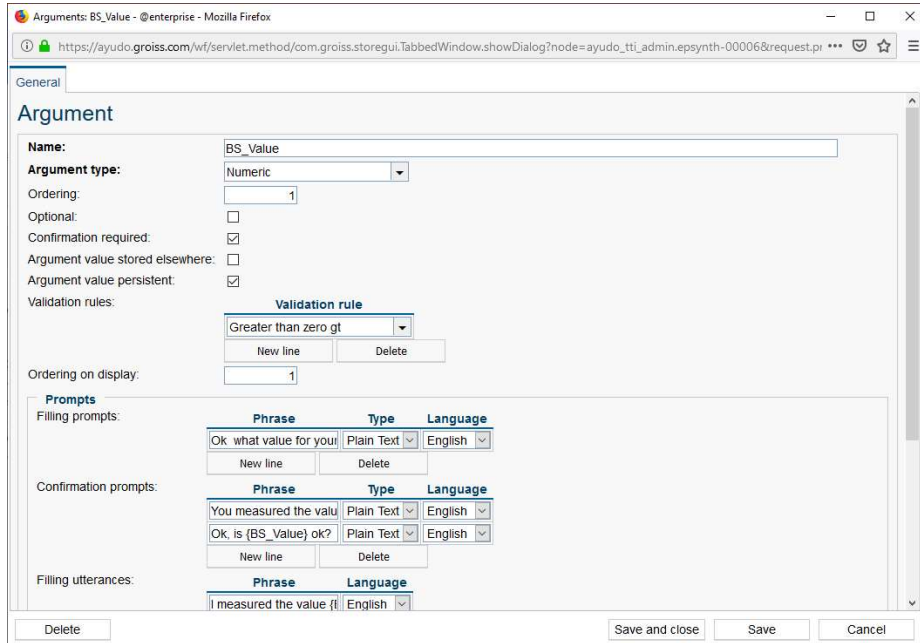 Arguments: BS_Value - @enterprise - Mozilla Firefox
https://ayudo.groiss.com/wf/servlet.method/com.groiss.storegui.TabbedWindow.showDialog?node=ayudo_tti_admin.epsynth-00006&request.pr
General
Argument
Name: BS_Value
Argument type: Numeric
Ordering: 1
Optional:
Confirmation required:
Argument value stored elsewhere:
Argument value persistent:
Validation rules: Validation rule
Greater than zero gt
New line Delete
Ordering on display: 1
Prompts
Filling prompts: Phrase Type Language
Ok what value for your Plain Text English
New line Delete
Confirmation prompts: Phrase Type Language
You measured the valu Plain Text English
Ok, is {BS_Value} ok? Plain Text English
New line Delete
Filling utterances: Phrase Language
I measured the value { English
Delete Save and close Save Cancel